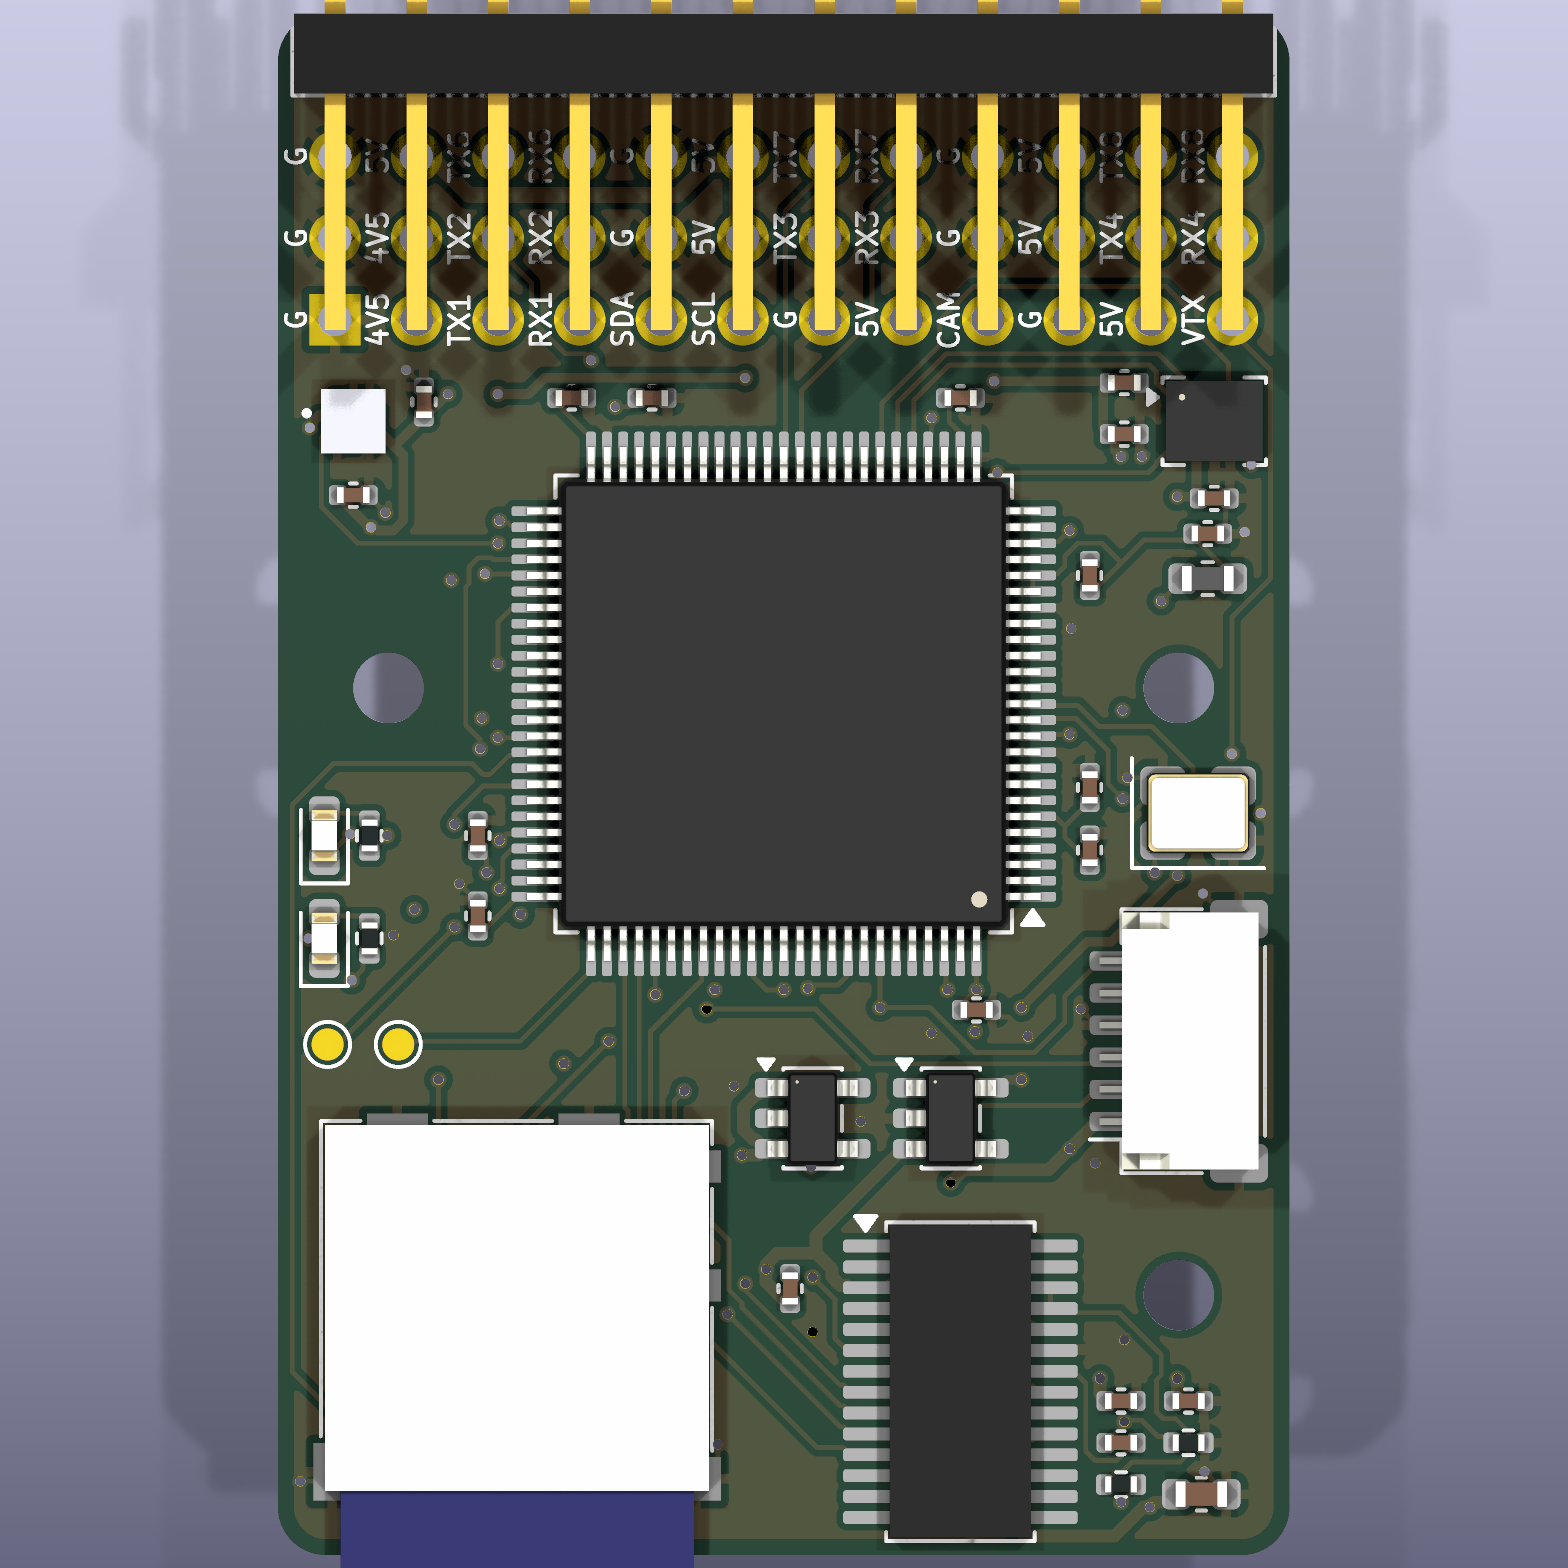 G 5V TX6 RX6 G 5V TX7 RX7 G 5V TX8 RX8
G 4V5 TX2 RX2 G 5V TX3 RX3 G 5V TX4 RX4
G 4V5 TX1 RX1 SDA SCL G 5V CAM G 5V VTX